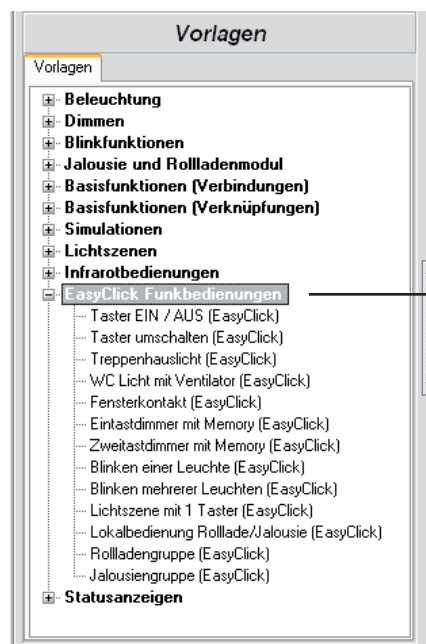 Vorlagen
Vorlagen
Beleuchtung
Dimmen
Blinkfunktionen
Jalousie und Rollladenmodul
Basisfunktionen (Verbindungen)
Basisfunktionen (Verknüpfungen)
Simulationen
Lichtszenen
Infrarotbedienungen
EasyClick Funkbedienungen
Taster EIN / AUS (EasyClick)
Taster umschalten (EasyClick)
Treppenhauslicht (EasyClick)
WC Licht mit Ventilator (EasyClick)
Fensterkontakt (EasyClick)
Eintastdimmer mit Memory (EasyClick)
Zweitastdimmer mit Memory (EasyClick)
Blinken einer Leuchte (EasyClick)
Blinken mehrerer Leuchten (EasyClick)
Lichtszene mit 1 Taster (EasyClick)
Lokalbedienung Rolllade/Jalousie (EasyClick)
Rollladengruppe (EasyClick)
Jalousiengruppe (EasyClick)
Statusanzeigen